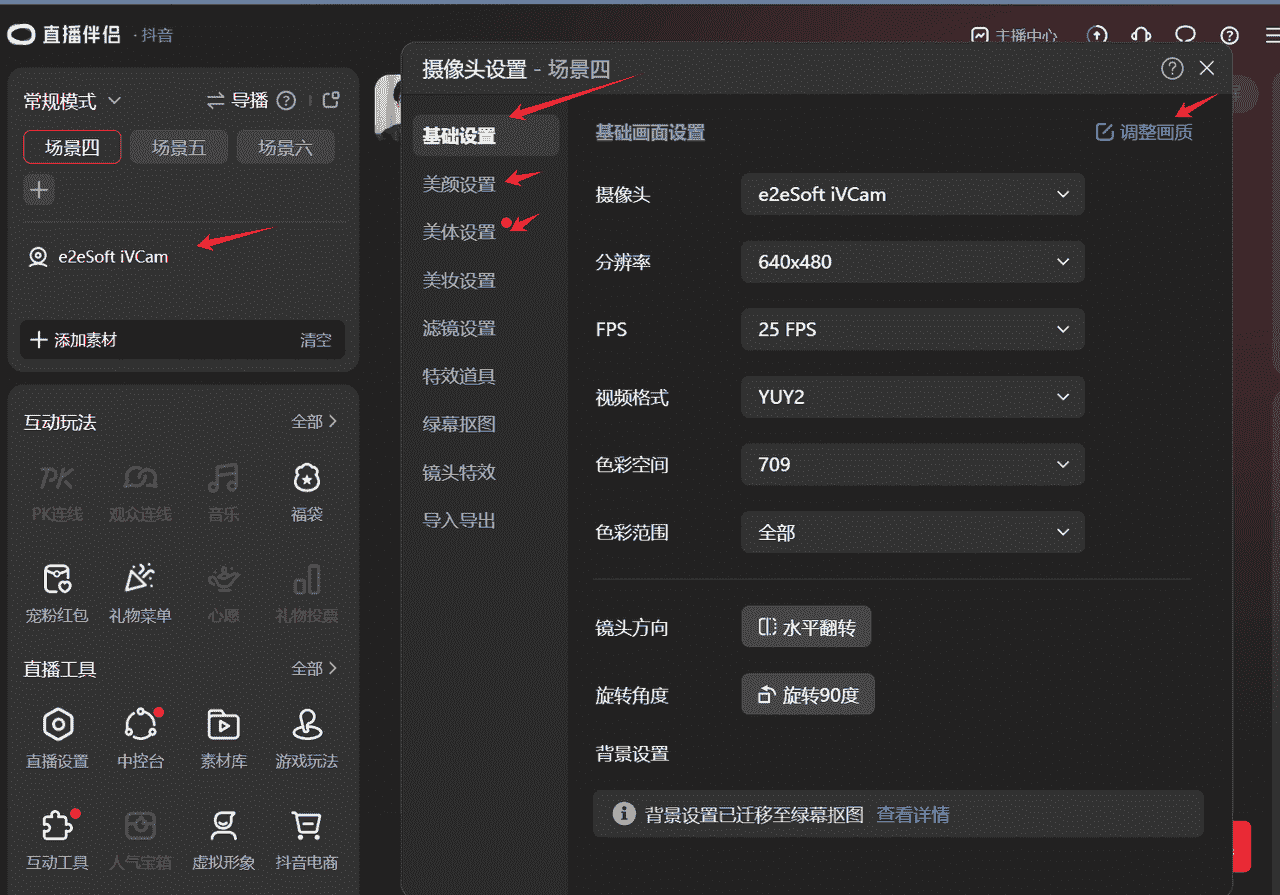 直播伴侣 · 抖音
主播中心
常规模式
导播
场景四
场景五
场景六
e2eSoft iVCam
添加素材
清空
互动玩法
全部
PK
PK连线
观众连线
音乐
福袋
宠粉红包
礼物菜单
心愿
礼物投票
直播工具
全部
直播设置
中控台
素材库
游戏玩法
互动工具
人气宝箱
虚拟形象
抖音电商
摄像头设置 - 场景四
基础设置
美颜设置
美体设置
美妆设置
滤镜设置
特效道具
绿幕抠图
镜头特效
导入导出
基础画面设置
调整画质
摄像头
e2eSoft iVCam
分辨率
640x480
FPS
25 FPS
视频格式
YUY2
色彩空间
709
色彩范围
全部
镜头方向
水平翻转
旋转角度
旋转90度
背景设置
背景设置已迁移至绿幕抠图 查看详情